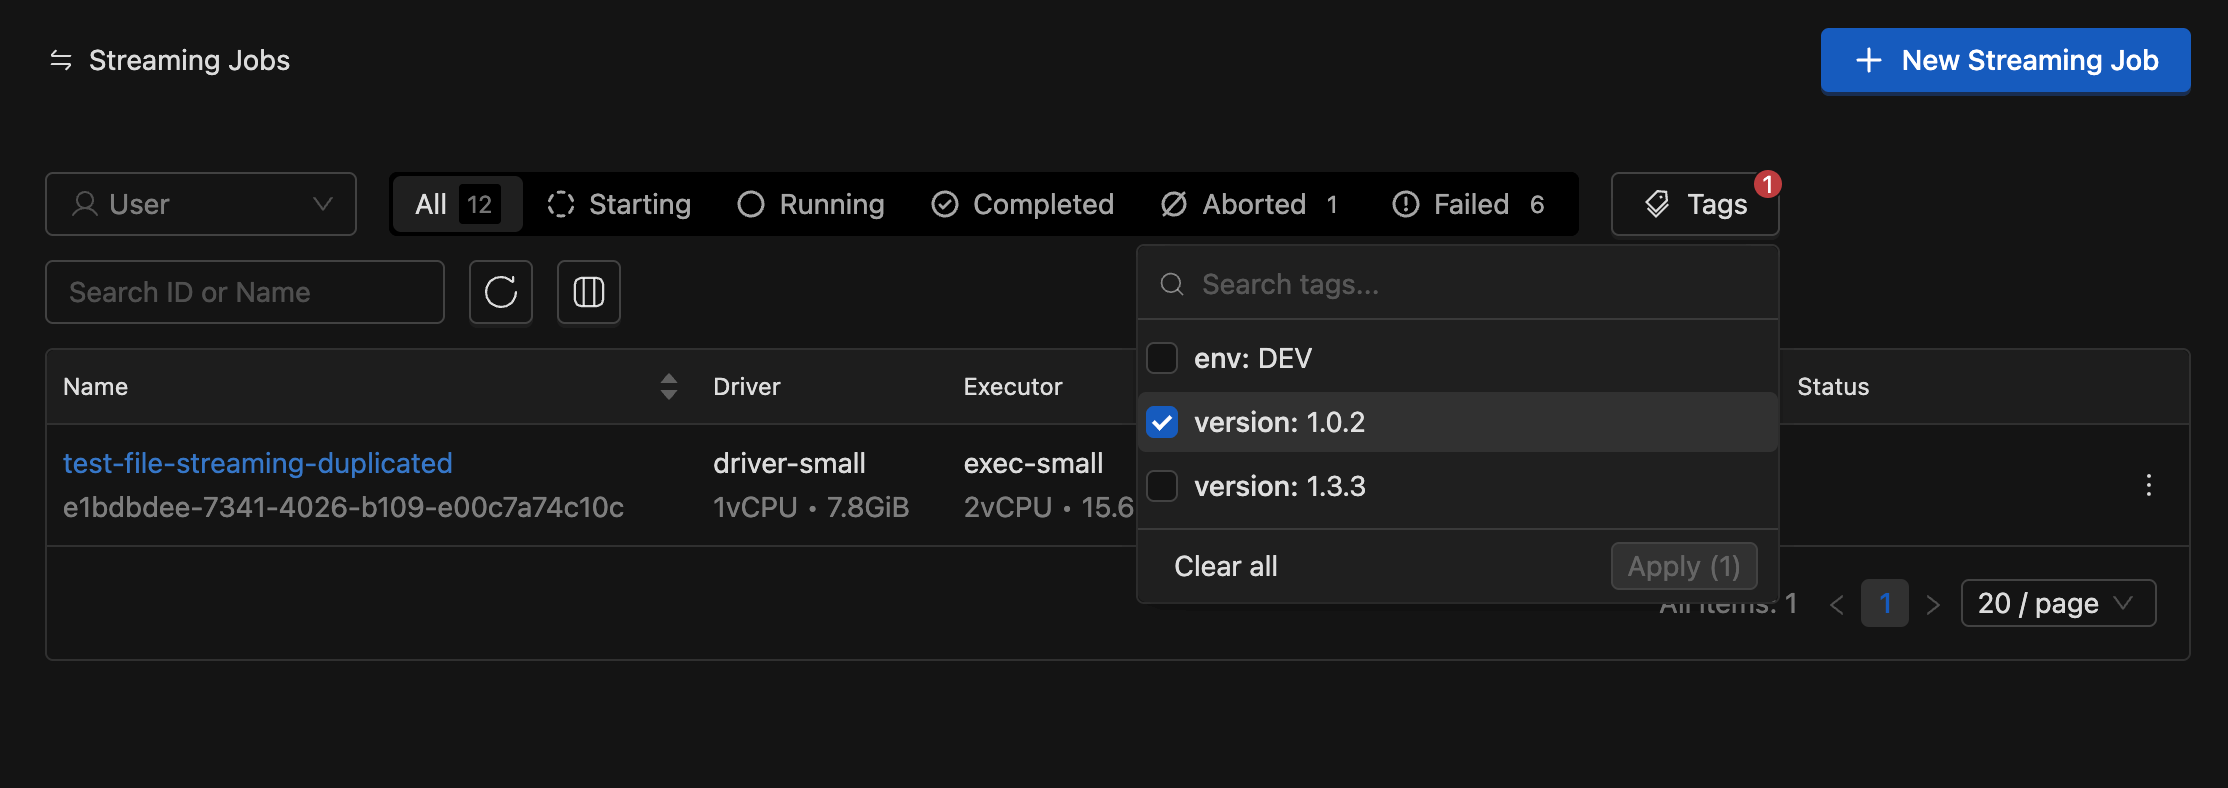 Streaming Jobs
New Streaming Job
User
All 12
Starting
Running
Completed
Aborted 1
Failed 6
Tags 1
Search ID or Name
Search tags...
env: DEV
version: 1.0.2
version: 1.3.3
Clear all
Apply (1)
Name
Driver
Executor
Status
test-file-streaming-duplicated
driver-small
exec-small
e1bdbdee-7341-4026-b109-e00c7a74c10c
1vCPU • 7.8GiB
2vCPU • 15.6
All items: 1
1
20 / page